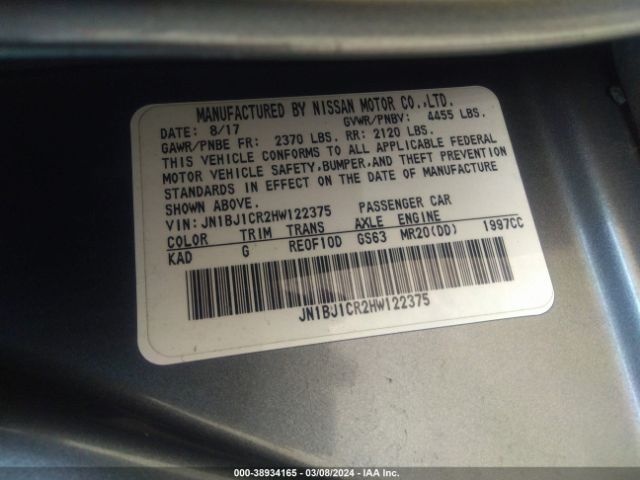 MANUFACTURED BY NISSAN MOTOR CO.,LTD.
DATE: 8/17 GVWR/PNBV: 4455 LBS.
GAWR/PNBE FR: 2370 LBS. RR: 2120 LBS.
THIS VEHICLE CONFORMS TO ALL APPLICABLE FEDERAL
MOTOR VEHICLE SAFETY,BUMPER,AND THEFT PREVENTION
STANDARDS IN EFFECT ON THE DATE OF MANUFACTURE
SHOWN ABOVE.
VIN: JN1BJ1CR2HW122375 PASSENGER CAR
COLOR TRIM TRANS AXLE ENGINE
KAD G RE0F10D GS63 MR20(DD) 1997CC
JN1BJ1CR2HW122375
000-38934165 - 03/08/2024 - IAA Inc.